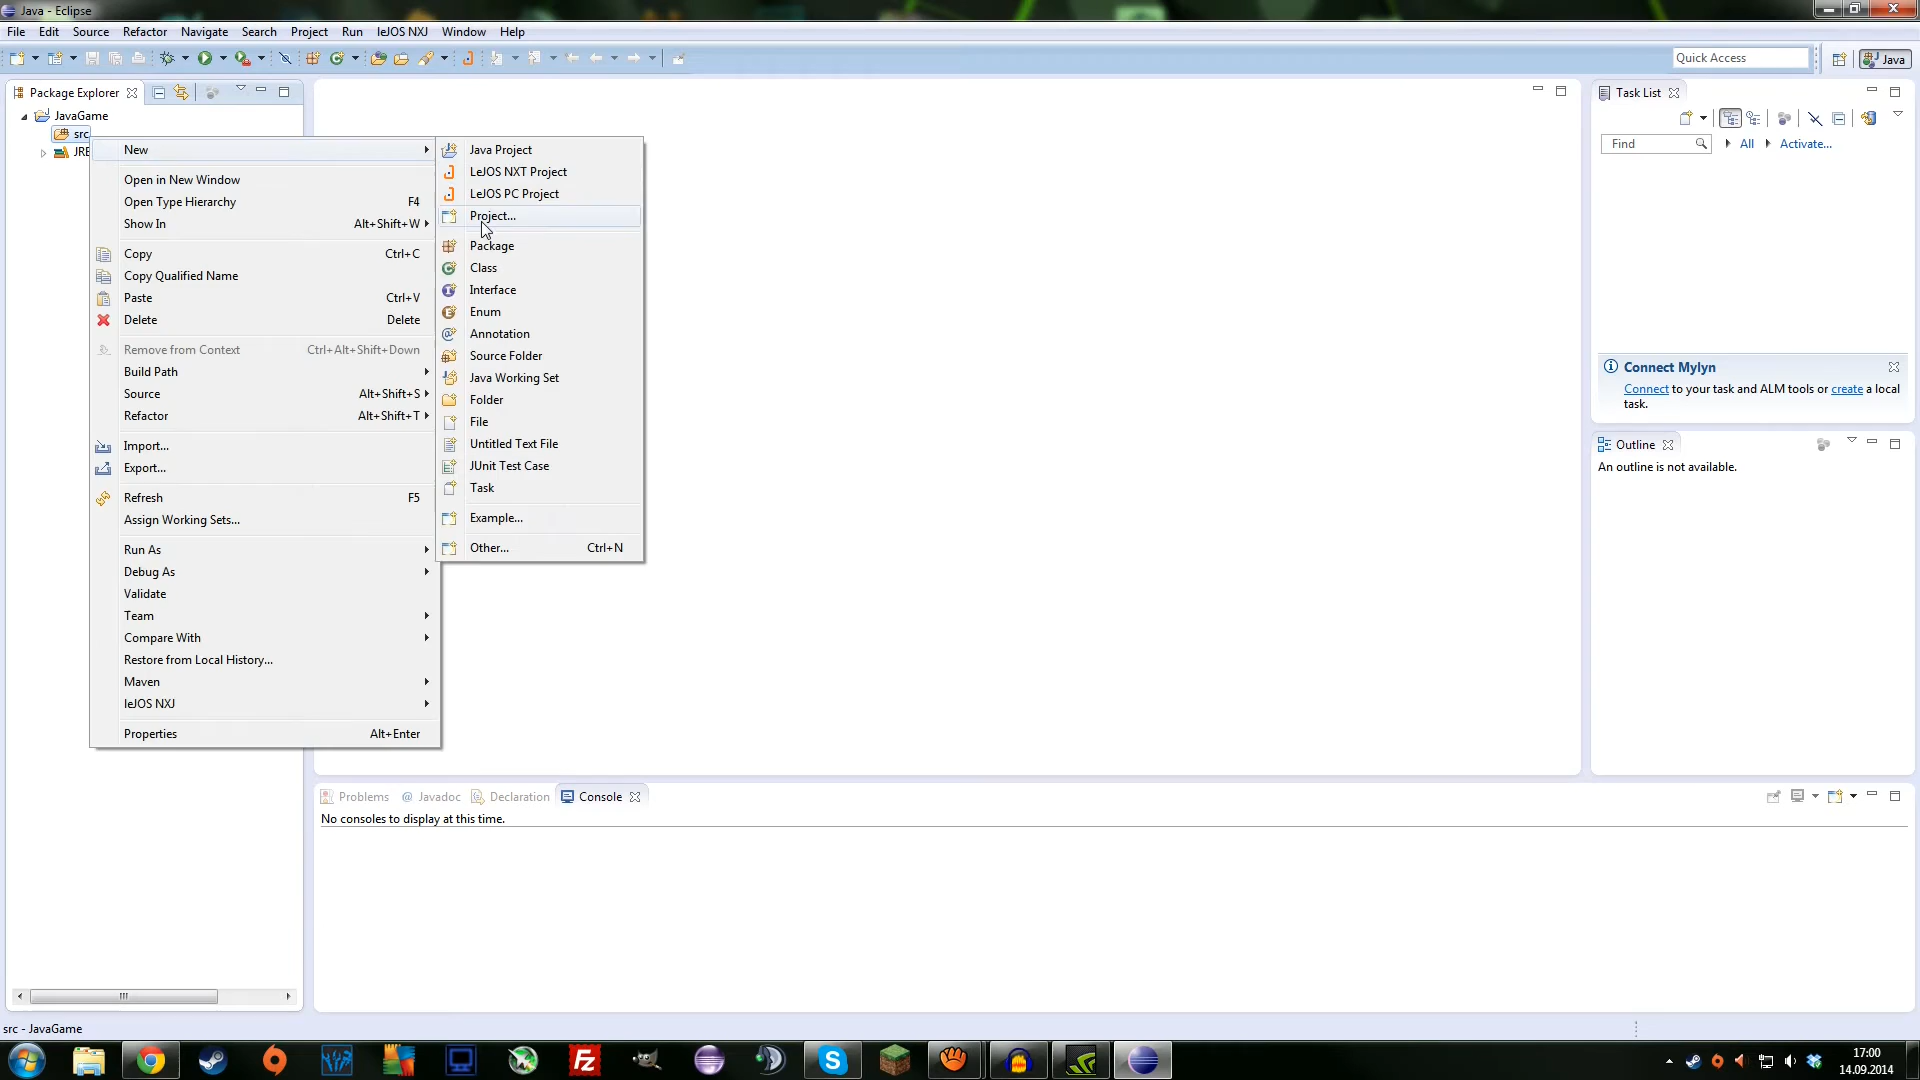 Java - Eclipse
File Edit Source Refactor Navigate Search Project Run leJOS NXJ Window Help
Quick Access
Java
Package Explorer
JavaGame
src
JRE
New
Open in New Window
Open Type Hierarchy F4
Show In Alt+Shift+W
Copy Ctrl+C
Copy Qualified Name
Paste Ctrl+V
Delete Delete
Remove from Context Ctrl+Alt+Shift+Down
Build Path
Source Alt+Shift+S
Refactor Alt+Shift+T
Import...
Export...
Refresh F5
Assign Working Sets...
Run As
Debug As
Validate
Team
Compare With
Restore from Local History...
Maven
leJOS NXJ
Properties Alt+Enter
Java Project
LeJOS NXT Project
LeJOS PC Project
Project...
Package
Class
Interface
Enum
Annotation
Source Folder
Java Working Set
Folder
File
Untitled Text File
JUnit Test Case
Task
Example...
Other... Ctrl+N
Task List
Find
All
Activate...
Connect Mylyn
Connect to your task and ALM tools or create a local
task.
Outline
An outline is not available.
Problems @ Javadoc Declaration Console
No consoles to display at this time.
src - JavaGame
17:00
14.09.2014